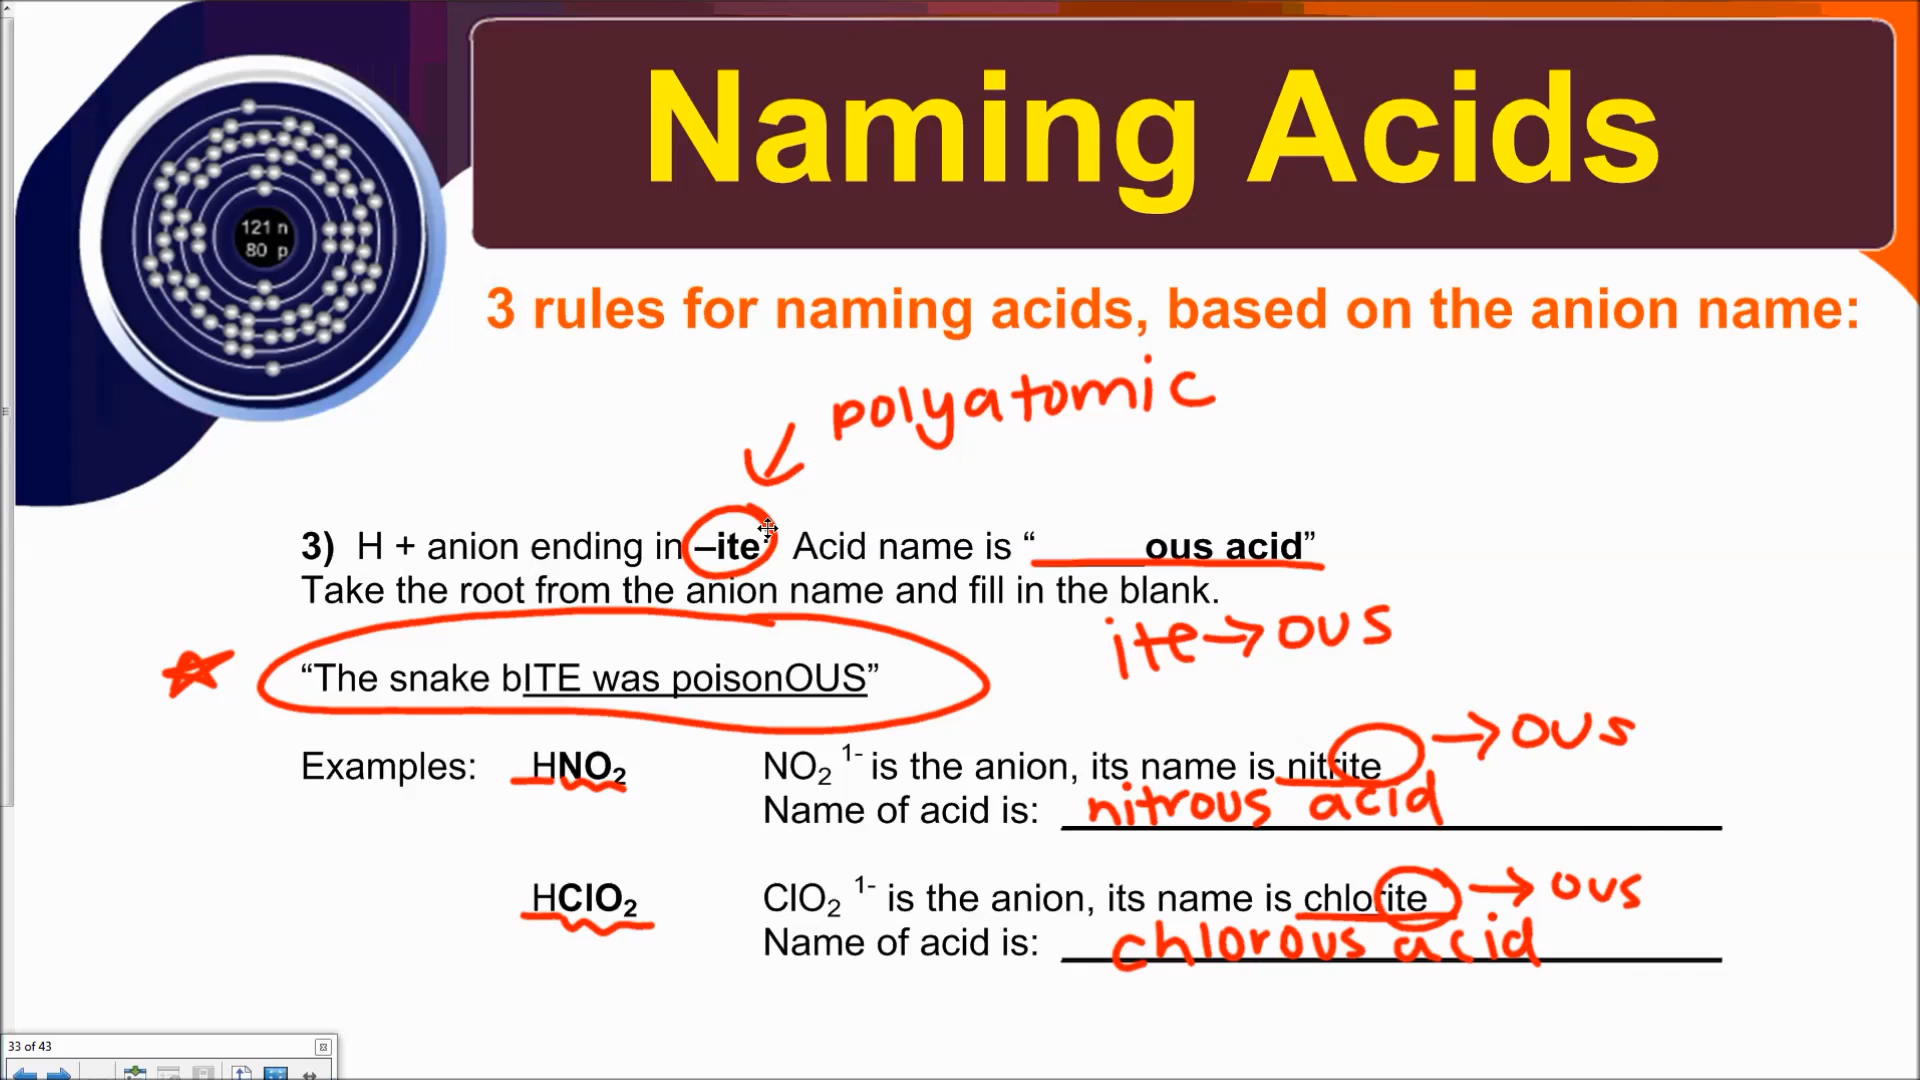 Naming Acids
121 n
80 p
3 rules for naming acids, based on the anion name:
polyatomic
3) H + anion ending in –ite: Acid name is “_____ous acid”
Take the root from the anion name and fill in the blank.
ite→ous
“The snake bITE was poisonOUS”
→ous
Examples: HNO₂ NO₂ ¹⁻ is the anion, its name is nitrite
Name of acid is: nitrous acid
HClO₂ ClO₂ ¹⁻ is the anion, its name is chlorite →ous
Name of acid is: chlorous acid
33 of 43